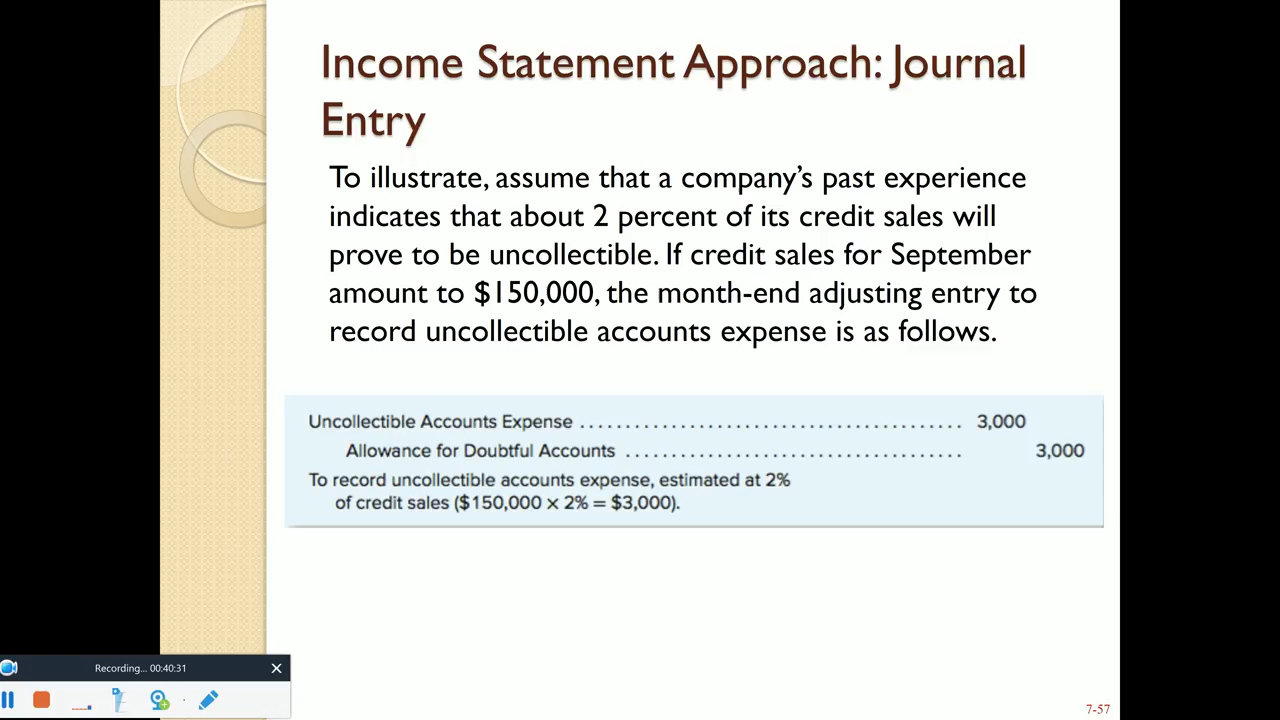 Income Statement Approach: Journal
Entry
To illustrate, assume that a company’s past experience
indicates that about 2 percent of its credit sales will
prove to be uncollectible. If credit sales for September
amount to $150,000, the month-end adjusting entry to
record uncollectible accounts expense is as follows.
Uncollectible Accounts Expense ........................................... 3,000
Allowance for Doubtful Accounts ...................................... 3,000
To record uncollectible accounts expense, estimated at 2%
of credit sales ($150,000 × 2% = $3,000).
Recording... 00:40:31
7-57